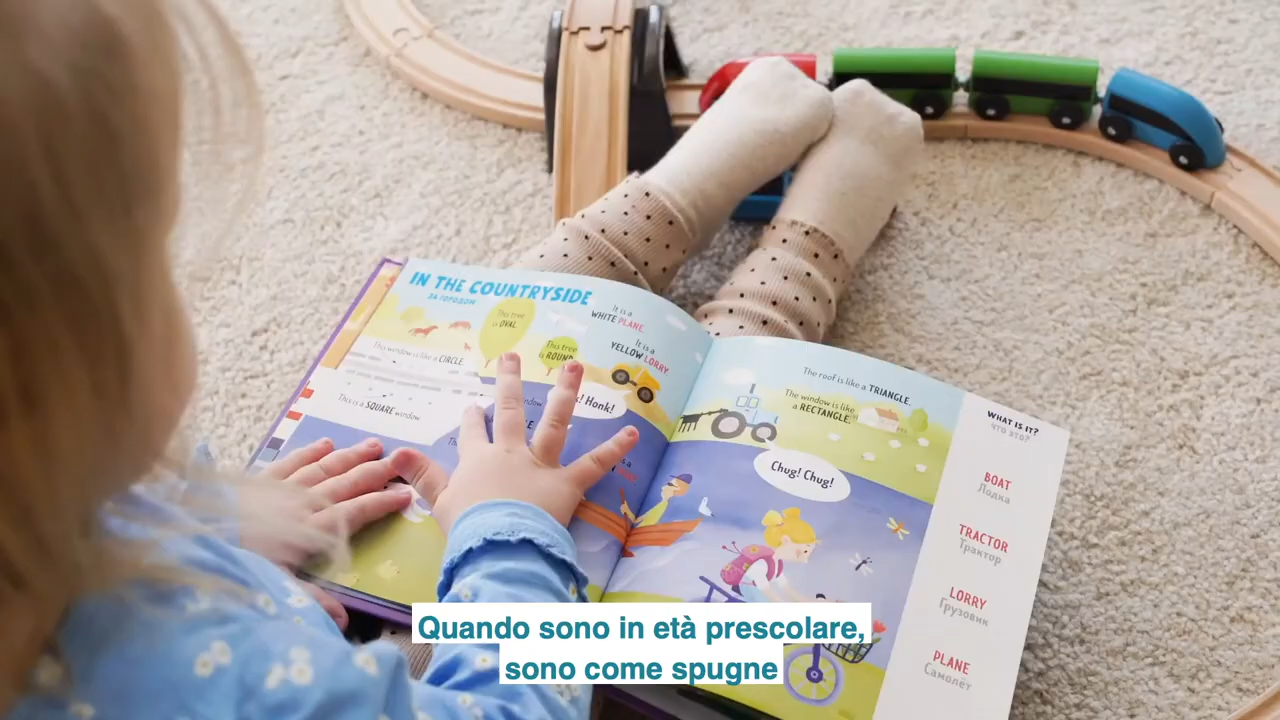 IN THE COUNTRYSIDE
ЗА ГОРОДОМ
This tree
is OVAL
It is a
WHITE PLANE.
This tree
is ROUND
It is a
YELLOW LORRY.
This window is like a CIRCLE.
This is a SQUARE window
Honk!
The roof is like a TRIANGLE.
The window is like
a RECTANGLE.
Chug! Chug!
WHAT IS IT?
ЧТО ЭТО?
BOAT
Лодка
TRACTOR
Трактор
LORRY
Грузовик
PLANE
Самолёт
Quando sono in età prescolare,
sono come spugne